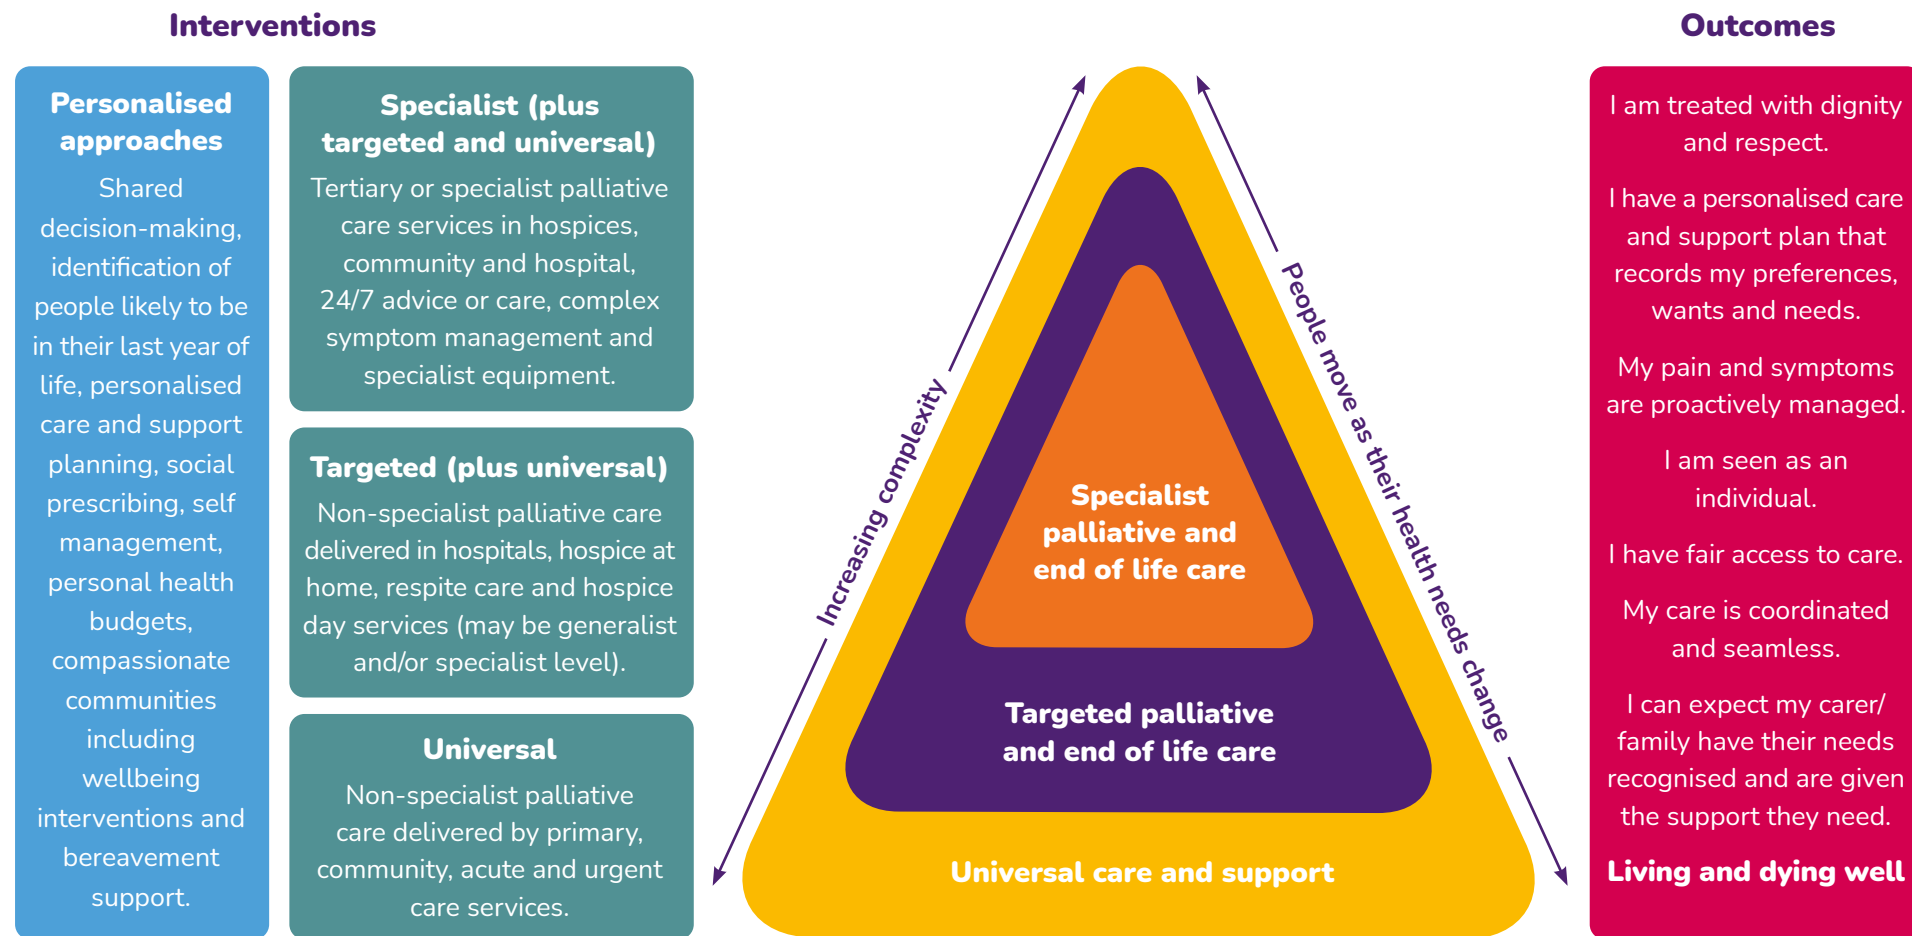 Interventions
Personalised
approaches
Shared
decision-making,
identification of
people likely to be
in their last year of
life, personalised
care and support
planning, social
prescribing, self
management,
personal health
budgets,
compassionate
communities
including
wellbeing
interventions and
bereavement
support.
Specialist (plus
targeted and universal)
Tertiary or specialist palliative
care services in hospices,
community and hospital,
24/7 advice or care, complex
symptom management and
specialist equipment.
Targeted (plus universal)
Non-specialist palliative care
delivered in hospitals, hospice at
home, respite care and hospice
day services (may be generalist
and/or specialist level).
Universal
Non-specialist palliative
care delivered by primary,
community, acute and urgent
care services.
Increasing complexity
Specialist
palliative and
end of life care
Targeted palliative
and end of life care
Universal care and support
People move as their health needs change
Outcomes
I am treated with dignity
and respect.
I have a personalised care
and support plan that
records my preferences,
wants and needs.
My pain and symptoms
are proactively managed.
I am seen as an
individual.
I have fair access to care.
My care is coordinated
and seamless.
I can expect my carer/
family have their needs
recognised and are given
the support they need.
Living and dying well